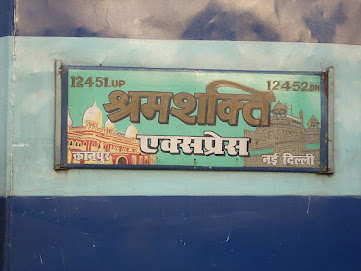 12451.UP 12452.DN
श्रमशक्ति
एक्सप्रेस
कानपुर नई दिल्ली